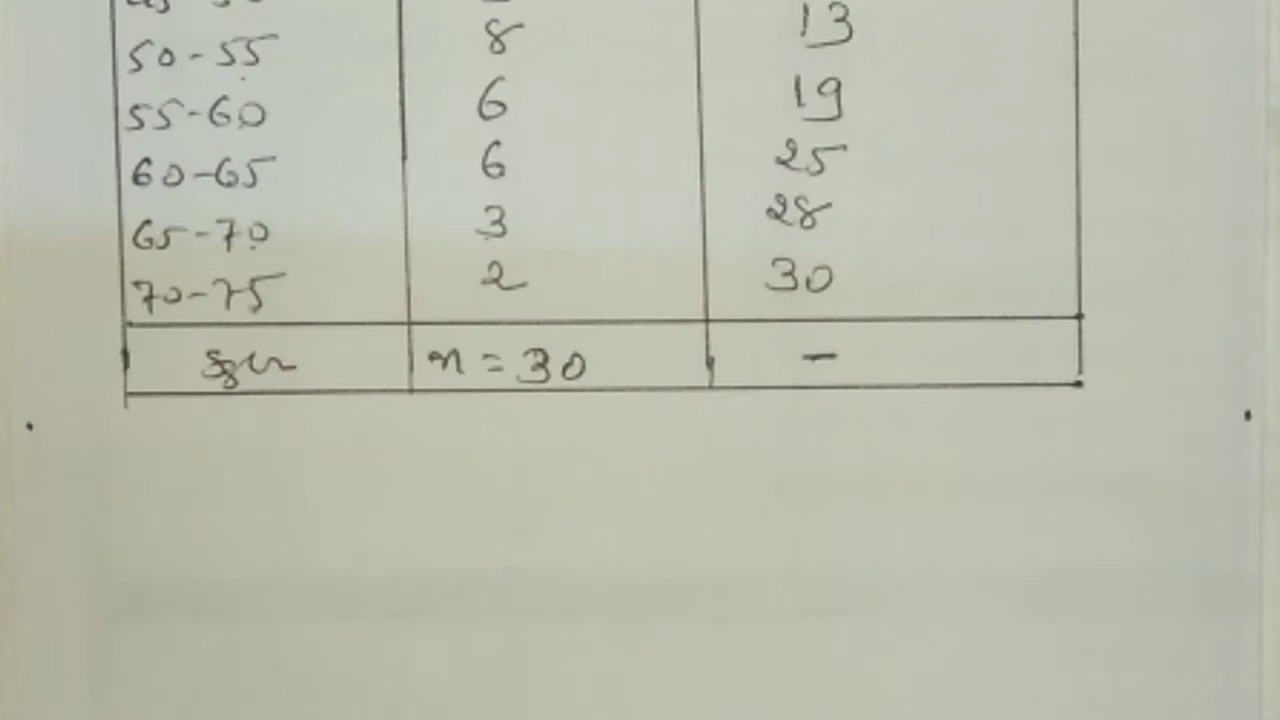 50-55 8 13
55-60 6 19
60-65 6 25
65-70 3 28
70-75 2 30
n = 30 -